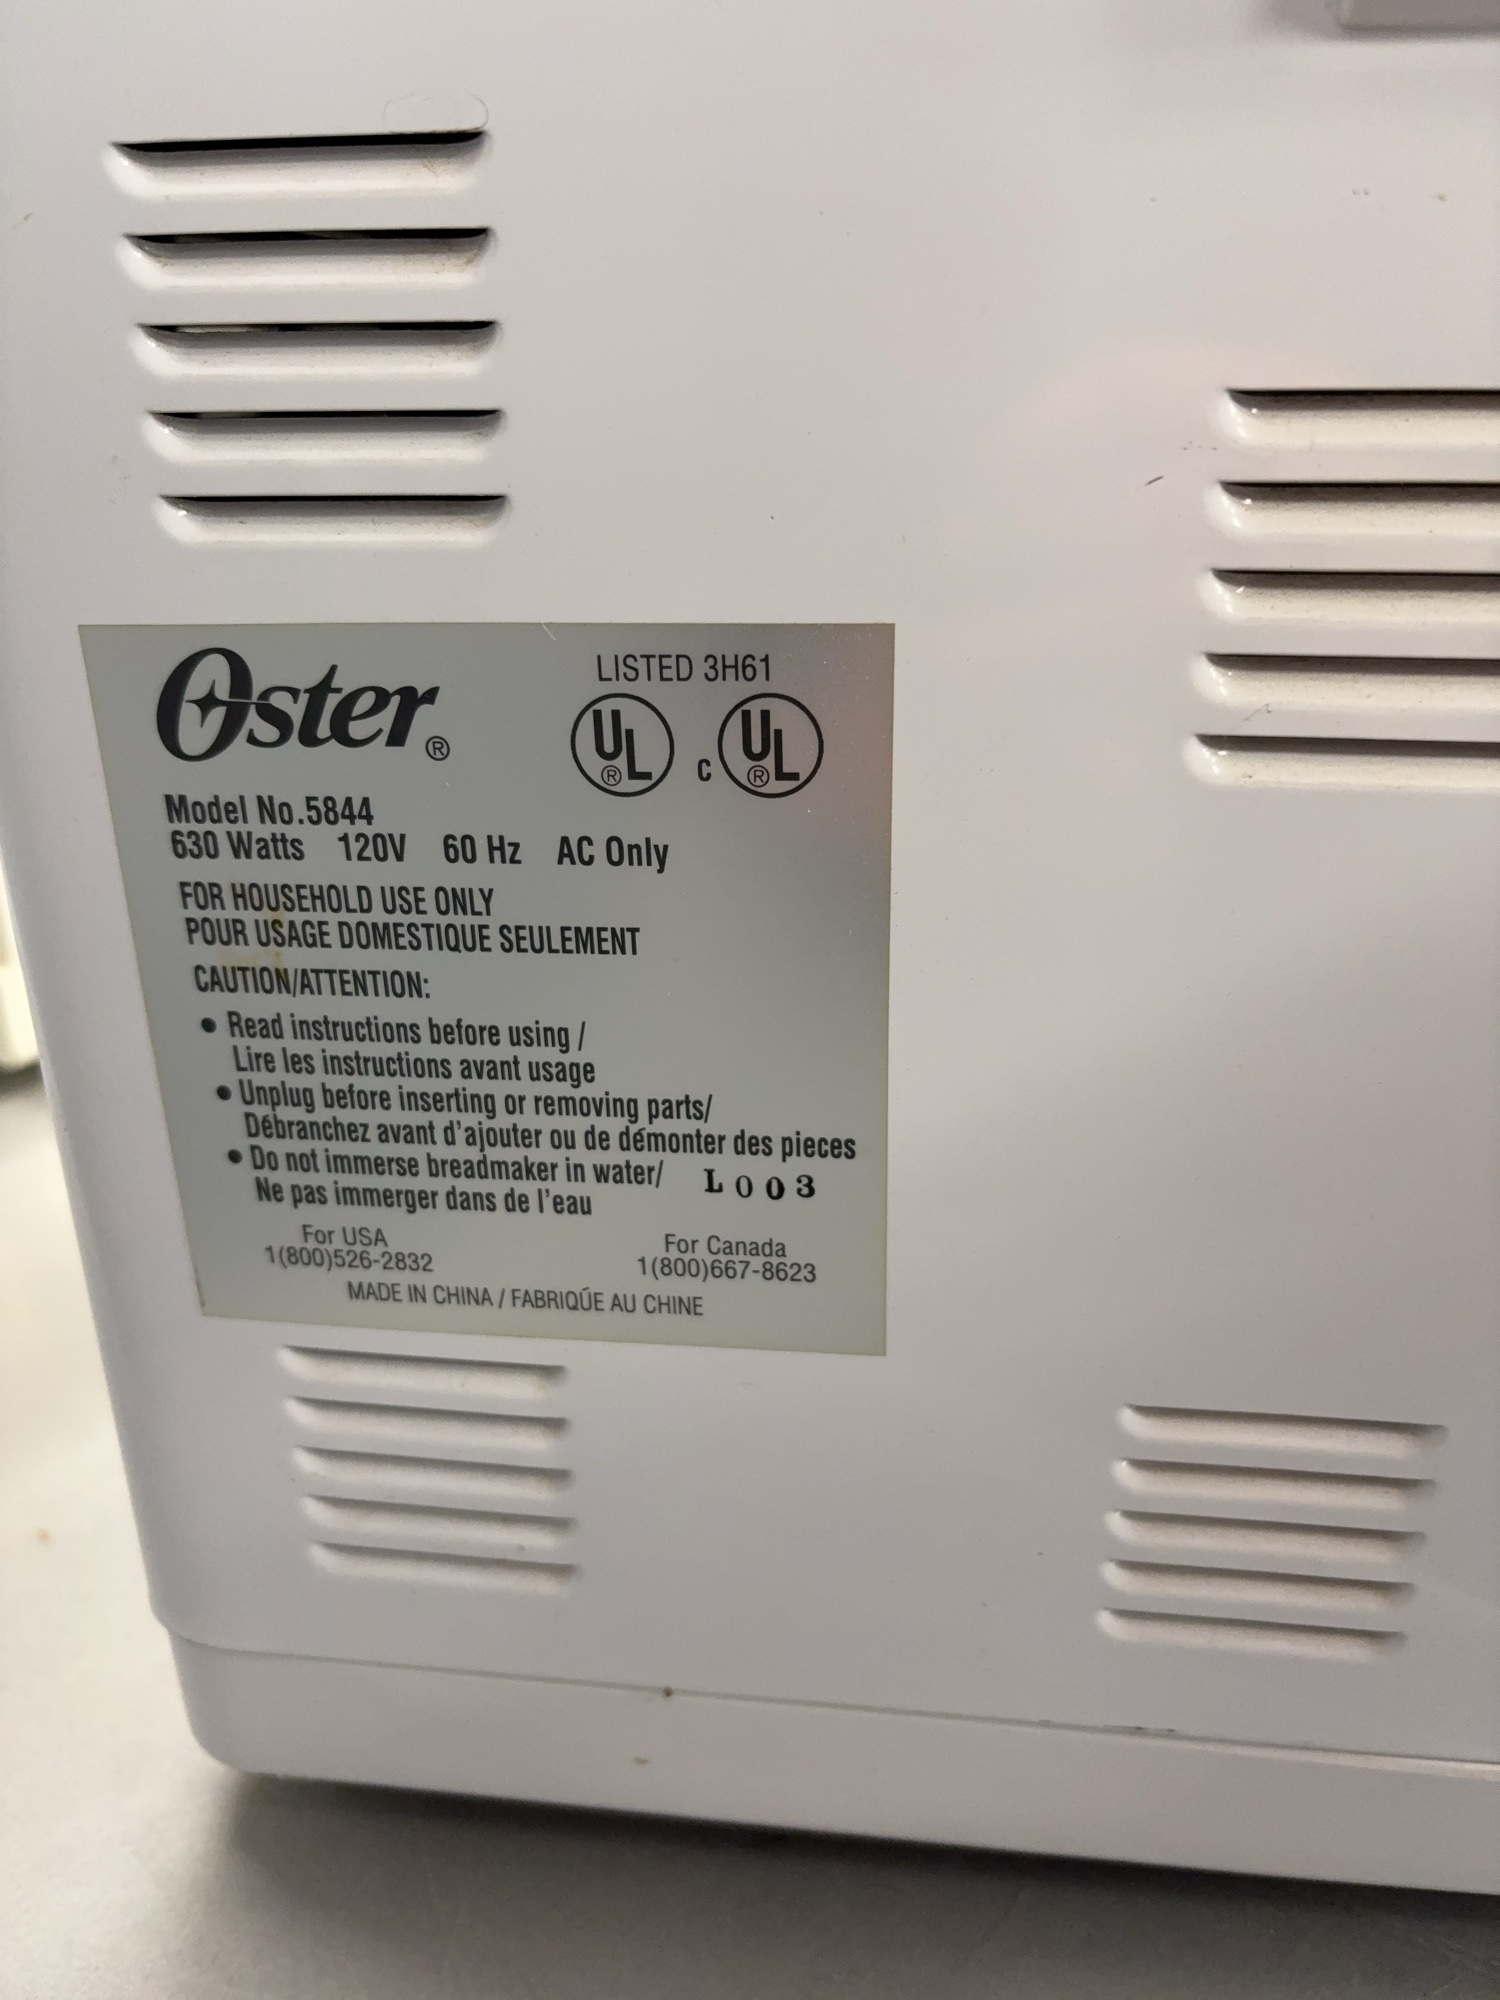 Oster®
LISTED 3H61
UL® c UL®
Model No.5844
630 Watts 120V 60 Hz AC Only
FOR HOUSEHOLD USE ONLY
POUR USAGE DOMESTIQUE SEULEMENT
CAUTION/ATTENTION:
• Read instructions before using /
Lire les instructions avant usage
• Unplug before inserting or removing parts/
Débranchez avant d'ajouter ou de démonter des pieces
• Do not immerse breadmaker in water/
Ne pas immerger dans de l'eau
L003
For USA
1(800)526-2832
For Canada
1(800)667-8623
MADE IN CHINA / FABRIQÚE AU CHINE